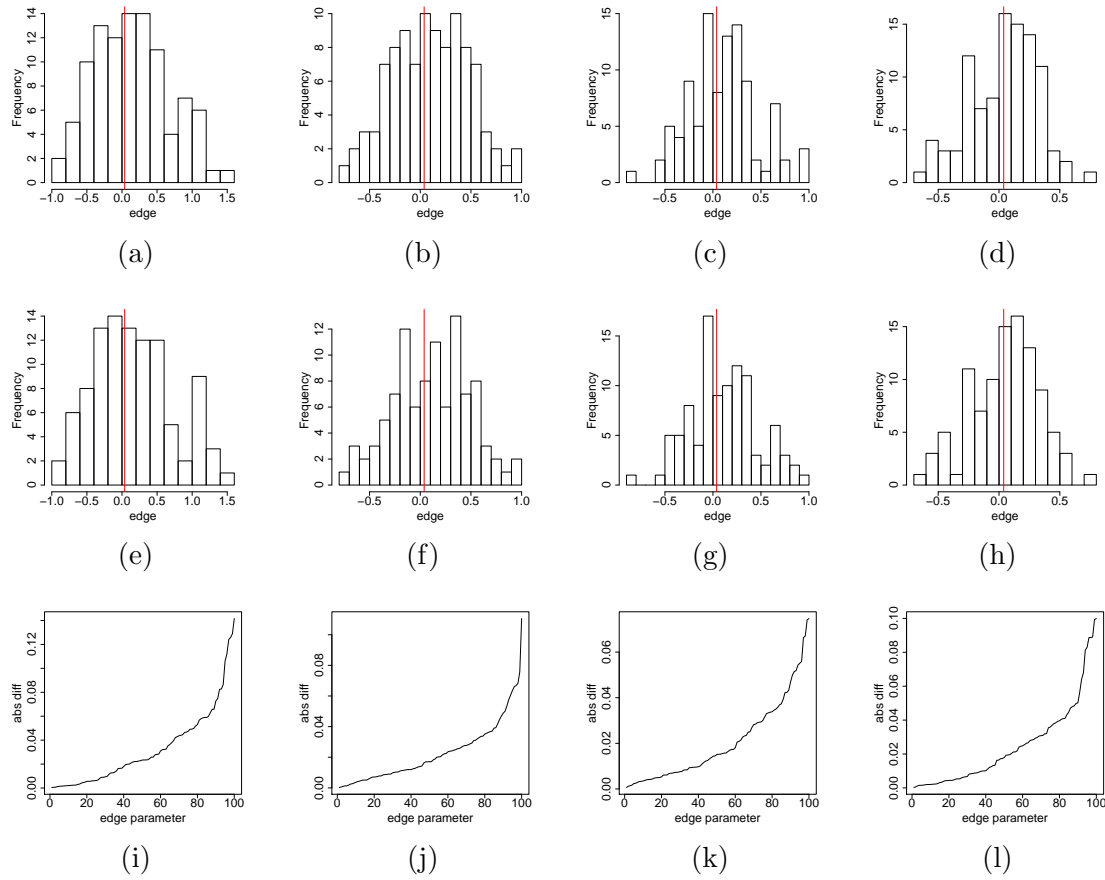 Frequency
0 2 4 6 8 10 12 14
−1.0 −0.5 0.0 0.5 1.0 1.5
edge
(a)
Frequency
0 2 4 6 8 10
−0.5 0.0 0.5 1.0
edge
(b)
Frequency
0 5 10 15
−0.5 0.0 0.5 1.0
edge
(c)
Frequency
0 5 10 15
−0.5 0.0 0.5
edge
(d)
Frequency
0 2 4 6 8 10 12 14
−1.0 −0.5 0.0 0.5 1.0 1.5
edge
(e)
Frequency
0 2 4 6 8 10 12
−0.5 0.0 0.5 1.0
edge
(f)
Frequency
0 5 10 15
−0.5 0.0 0.5 1.0
edge
(g)
Frequency
0 5 10 15
−0.5 0.0 0.5
edge
(h)
abs diff
0.00 0.04 0.08 0.12
0 20 40 60 80 100
edge parameter
(i)
abs diff
0.00 0.04 0.08
0 20 40 60 80 100
edge parameter
(j)
abs diff
0.00 0.02 0.04 0.06
0 20 40 60 80 100
edge parameter
(k)
abs diff
0.00 0.02 0.04 0.06 0.08 0.10
0 20 40 60 80 100
edge parameter
(l)